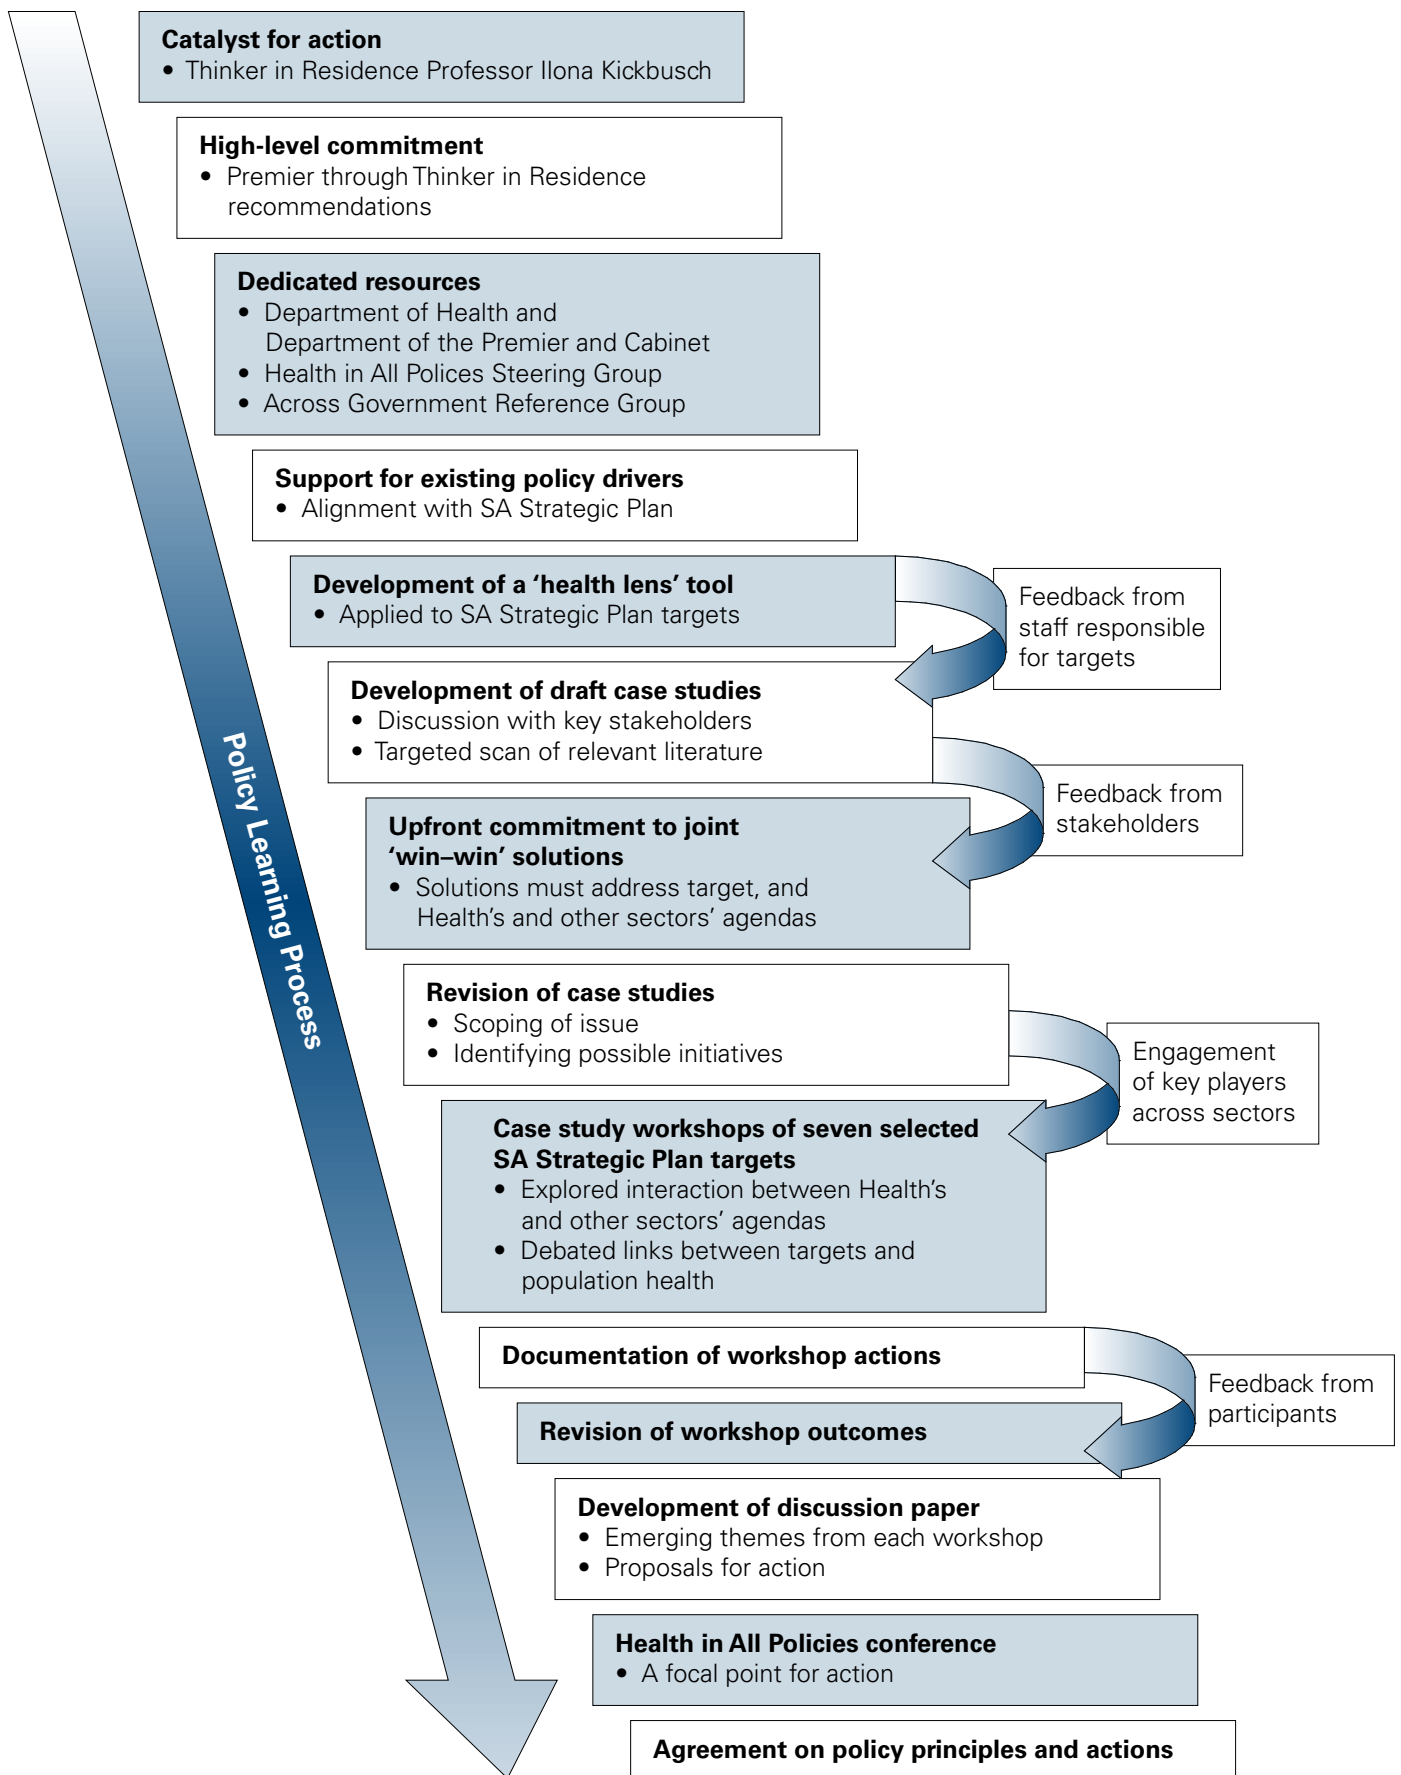 Catalyst for action
• Thinker in Residence Professor Ilona Kickbusch
High-level commitment
• Premier through Thinker in Residence
recommendations
Dedicated resources
• Department of Health and
Department of the Premier and Cabinet
• Health in All Polices Steering Group
• Across Government Reference Group
Support for existing policy drivers
• Alignment with SA Strategic Plan
Development of a ‘health lens’ tool
• Applied to SA Strategic Plan targets
Feedback from
staff responsible
for targets
Development of draft case studies
• Discussion with key stakeholders
• Targeted scan of relevant literature
Feedback from
stakeholders
Upfront commitment to joint
‘win–win’ solutions
• Solutions must address target, and
Health’s and other sectors’ agendas
Policy Learning Process
Revision of case studies
• Scoping of issue
• Identifying possible initiatives
Engagement
of key players
across sectors
Case study workshops of seven selected
SA Strategic Plan targets
• Explored interaction between Health’s
and other sectors’ agendas
• Debated links between targets and
population health
Documentation of workshop actions
Feedback from
participants
Revision of workshop outcomes
Development of discussion paper
• Emerging themes from each workshop
• Proposals for action
Health in All Policies conference
• A focal point for action
Agreement on policy principles and actions